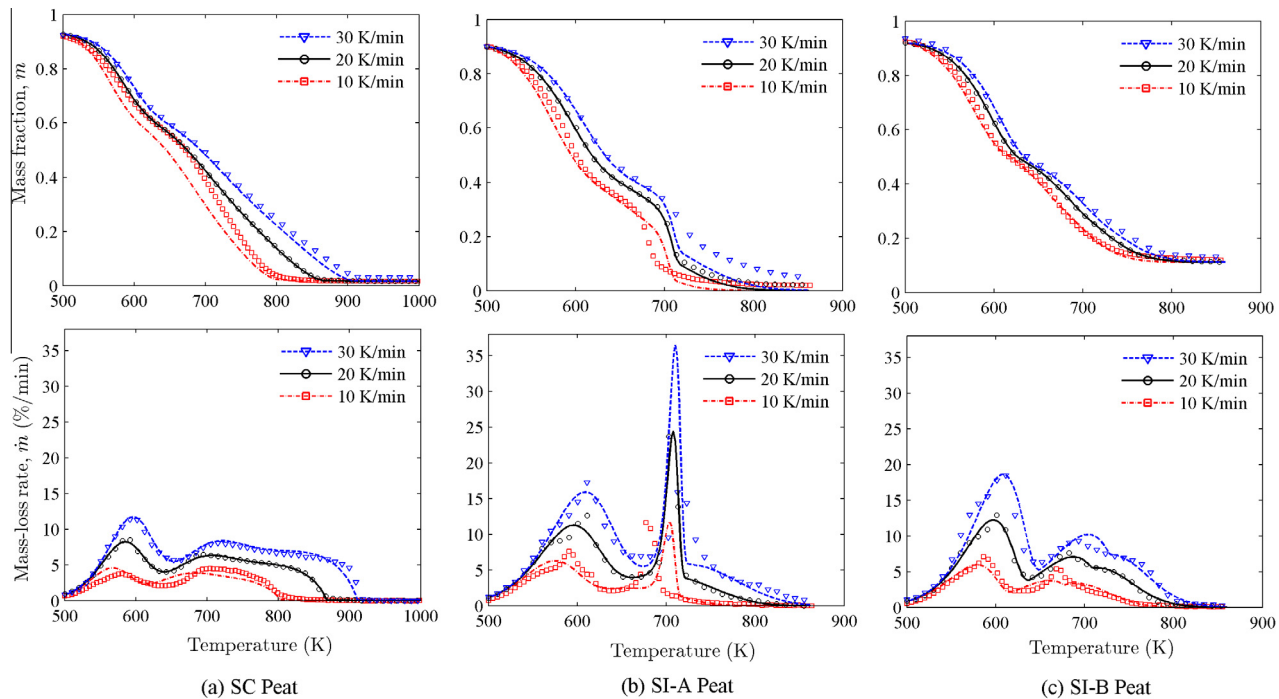 Mass fraction, m
1
0.8
0.6
0.4
0.2
0
500 600 700 800 900 1000
30 K/min
20 K/min
10 K/min
1
0.8
0.6
0.4
0.2
0
500 600 700 800 900
30 K/min
20 K/min
10 K/min
1
0.8
0.6
0.4
0.2
0
500 600 700 800 900
30 K/min
20 K/min
10 K/min
Mass-loss rate, ṁ (%/min)
35
30
25
20
15
10
5
0
500 600 700 800 900 1000
30 K/min
20 K/min
10 K/min
Temperature (K)
(a) SC Peat
35
30
25
20
15
10
5
0
500 600 700 800 900
30 K/min
20 K/min
10 K/min
Temperature (K)
(b) SI-A Peat
35
30
25
20
15
10
5
0
500 600 700 800 900
30 K/min
20 K/min
10 K/min
Temperature (K)
(c) SI-B Peat